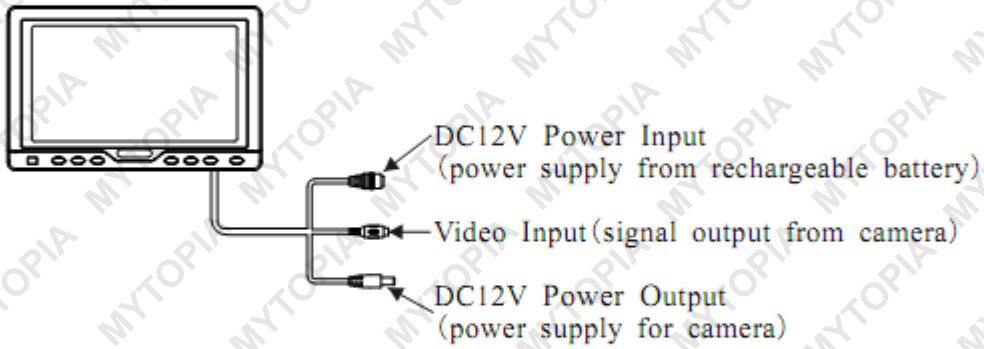 DC12V Power Input
(power supply from rechargeable battery)
Video Input(signal output from camera)
DC12V Power Output
(power supply for camera)
MYTOPIA